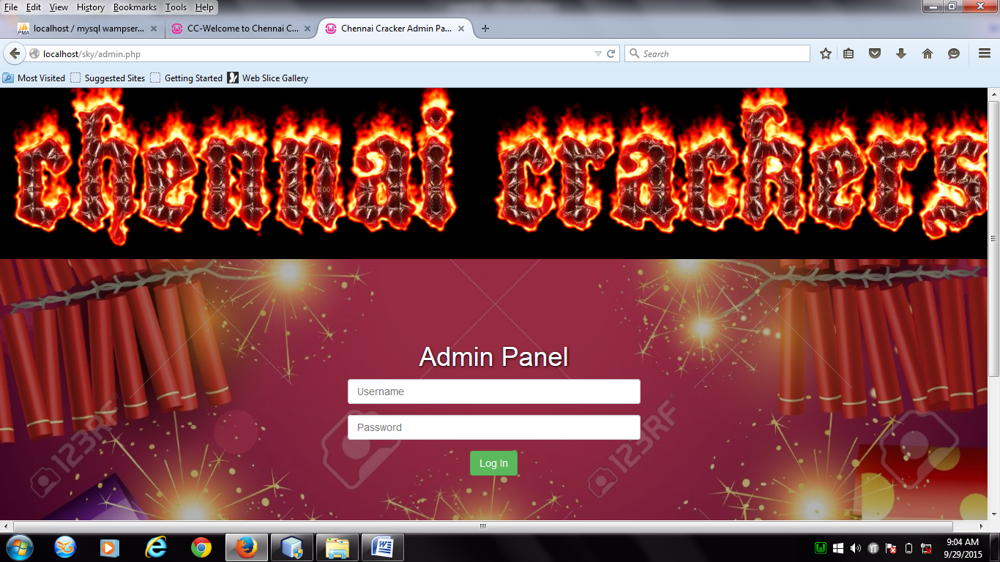 File Edit View History Bookmarks Tools Help
localhost / mysql wampser...
CC-Welcome to Chennai C...
Chennai Cracker Admin Pa...
localhost/sky/admin.php
Search
Most Visited Suggested Sites Getting Started Web Slice Gallery
chennai crackers
Admin Panel
Username
Password
Log In
123RF
123RF
9:04 AM
9/29/2015